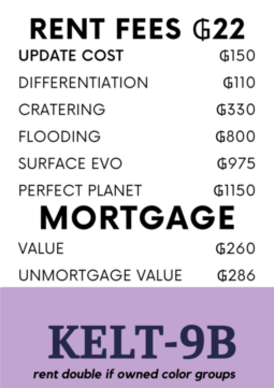 RENT FEES ₲22
UPDATE COST ₲150
DIFFERENTIATION ₲110
CRATERING ₲330
FLOODING ₲800
SURFACE EVO ₲975
PERFECT PLANET ₲1150
MORTGAGE
VALUE ₲260
UNMORTGAGE VALUE ₲286
KELT-9B
rent double if owned color groups